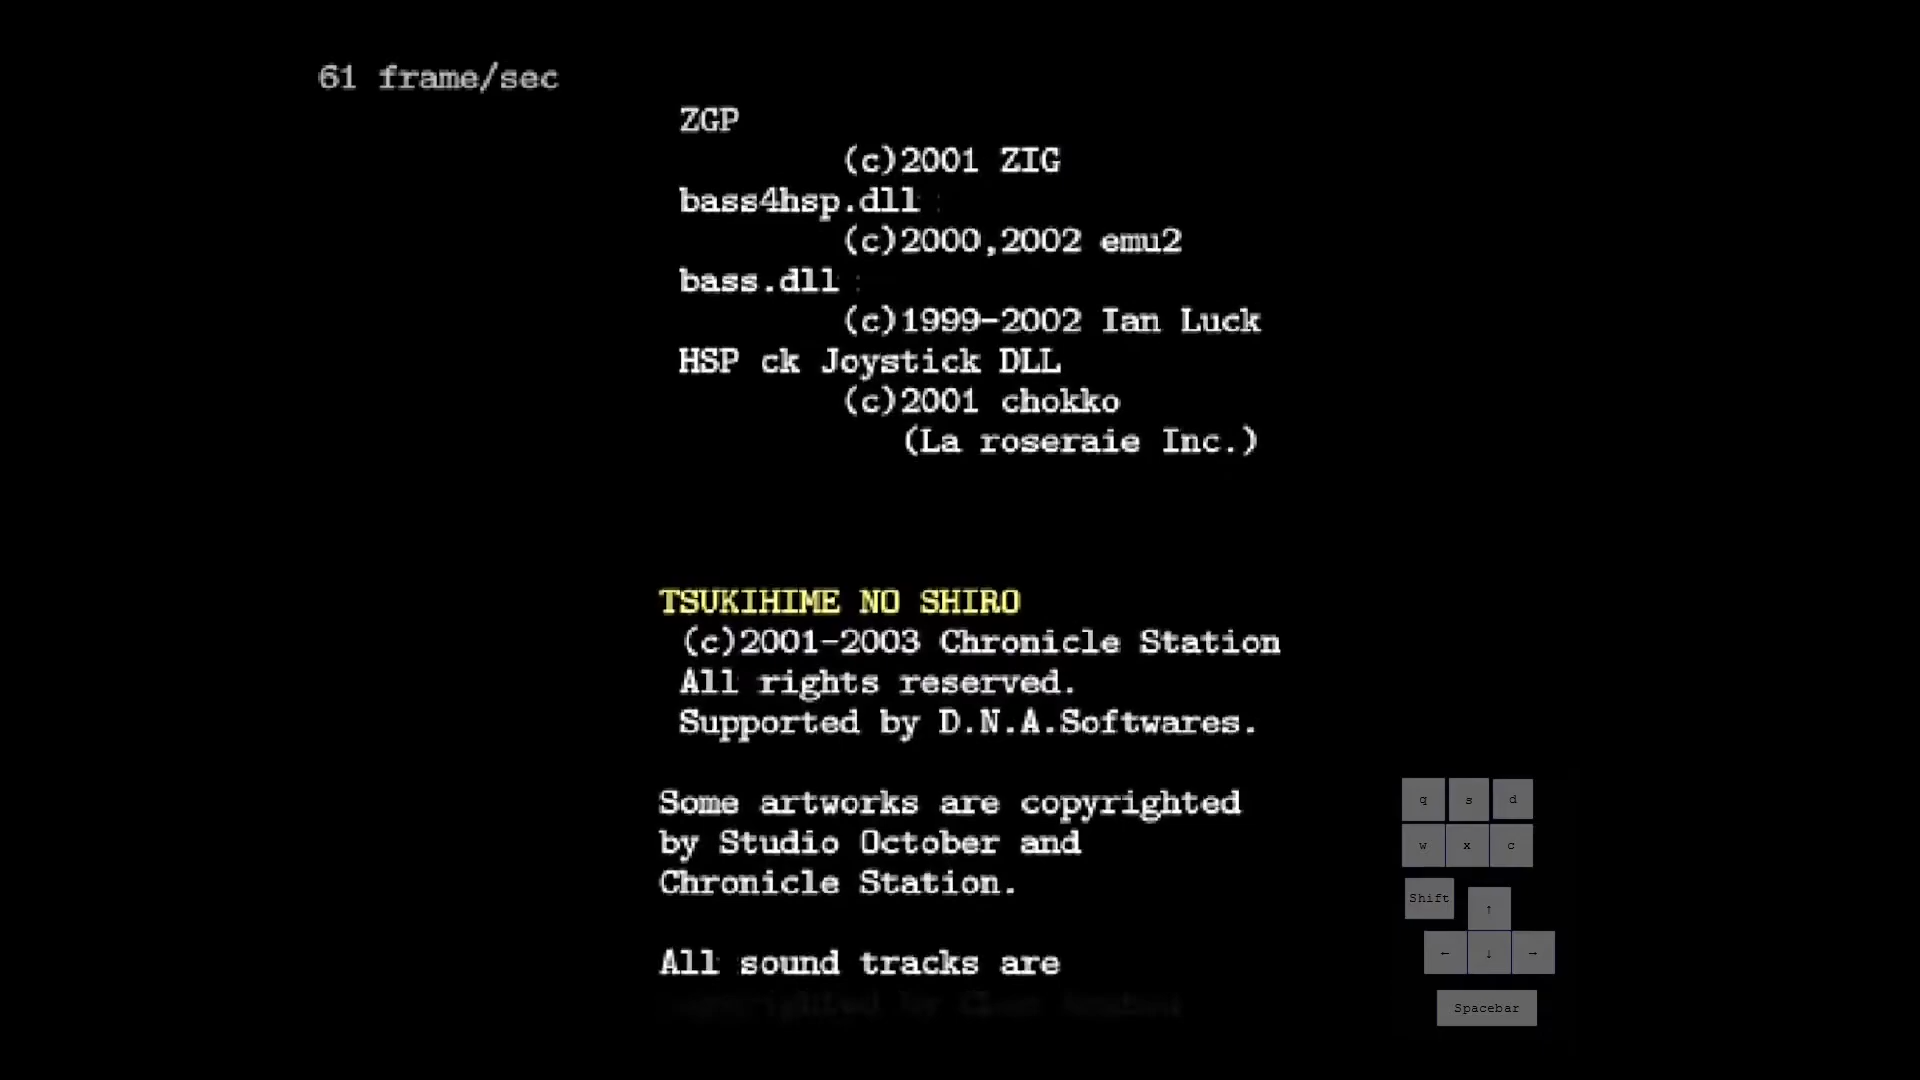 61 frame/sec
ZGP
(c)2001 ZIG
bass4hsp.dll :
(c)2000,2002 emu2
bass.dll :
(c)1999-2002 Ian Luck
HSP ck Joystick DLL
(c)2001 chokko
(La roseraie Inc.)
TSUKIHIME NO SHIRO
(c)2001-2003 Chronicle Station
All rights reserved.
Supported by D.N.A.Softwares.
Some artworks are copyrighted
by Studio October and
Chronicle Station.
All sound tracks are
copyrighted by
q s d
w x c
Shift ↑
← ↓ →
Spacebar